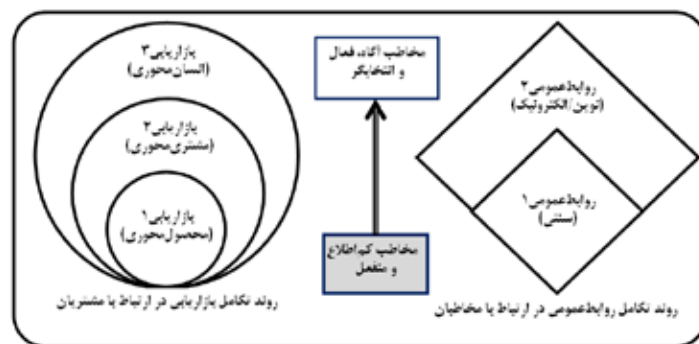 روابط‌عمومی۲
(نوین/الکترونیک)
روابط‌عمومی۱
(سنتی)
روند تکامل روابط‌عمومی در ارتباط با مخاطبان
مخاطب آگاه، فعال
و انتخابگر
مخاطب کم‌اطلاع
و منفعل
بازاریابی۳
(انسان‌محوری)
بازاریابی۲
(مشتری‌محوری)
بازاریابی۱
(محصول‌محوری)
روند تکامل بازاریابی در ارتباط با مشتریان